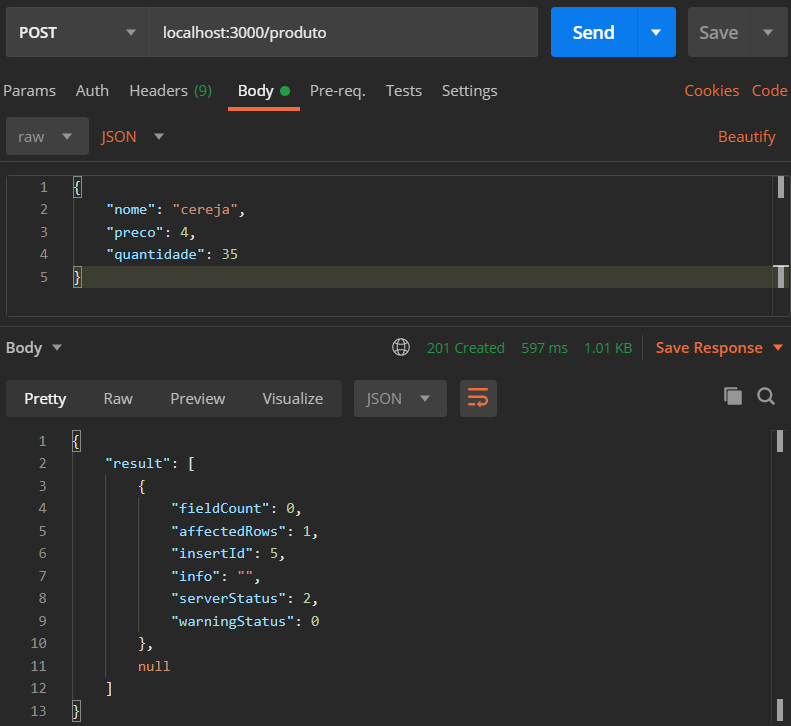 POST localhost:3000/produto Send Save
Params Auth Headers (9) Body Pre-req. Tests Settings Cookies Code
raw JSON Beautify
1 {
2 "nome": "cereja",
3 "preco": 4,
4 "quantidade": 35
5 }
Body 201 Created 597 ms 1.01 KB Save Response
Pretty Raw Preview Visualize JSON
1 {
2 "result": [
3 {
4 "fieldCount": 0,
5 "affectedRows": 1,
6 "insertId": 5,
7 "info": "",
8 "serverStatus": 2,
9 "warningStatus": 0
10 },
11 null
12 ]
13 }